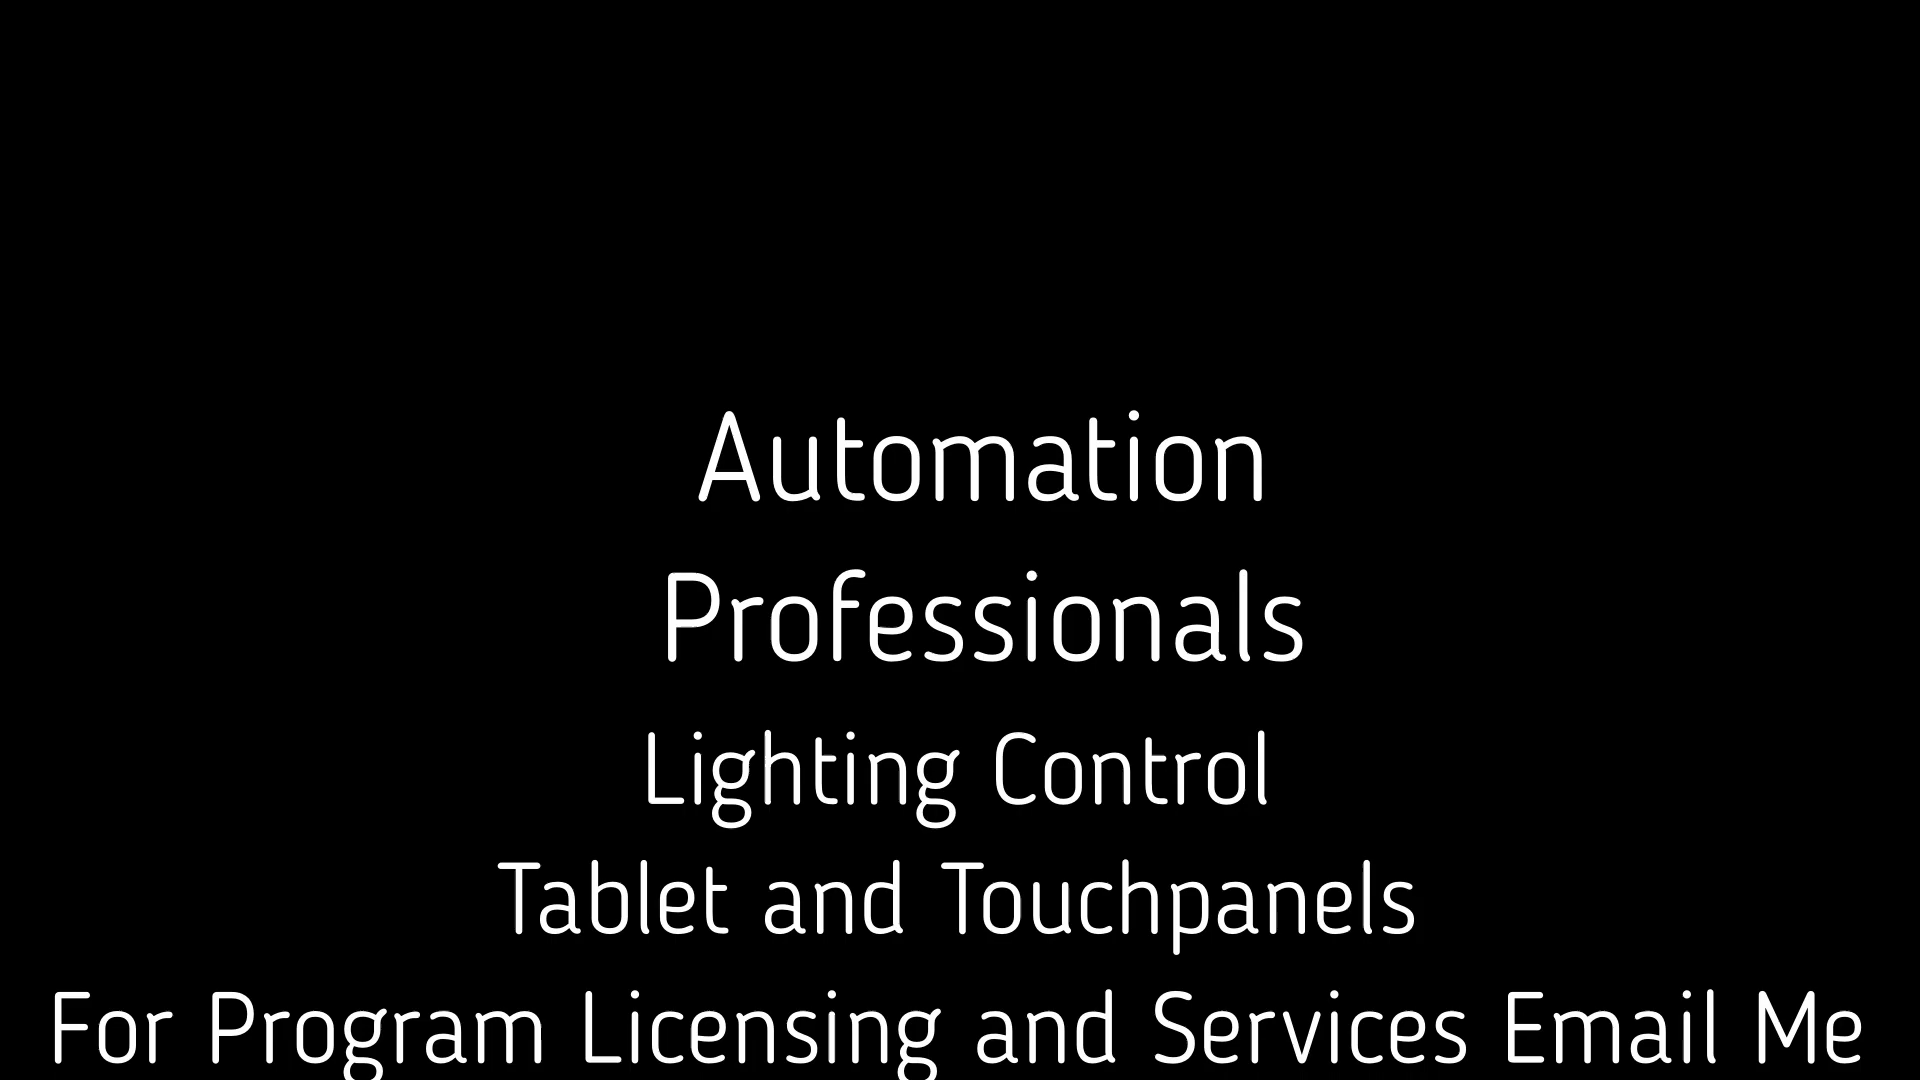 Automation
Professionals
Lighting Control
Tablet and Touchpanels
For Program Licensing and Services Email Me